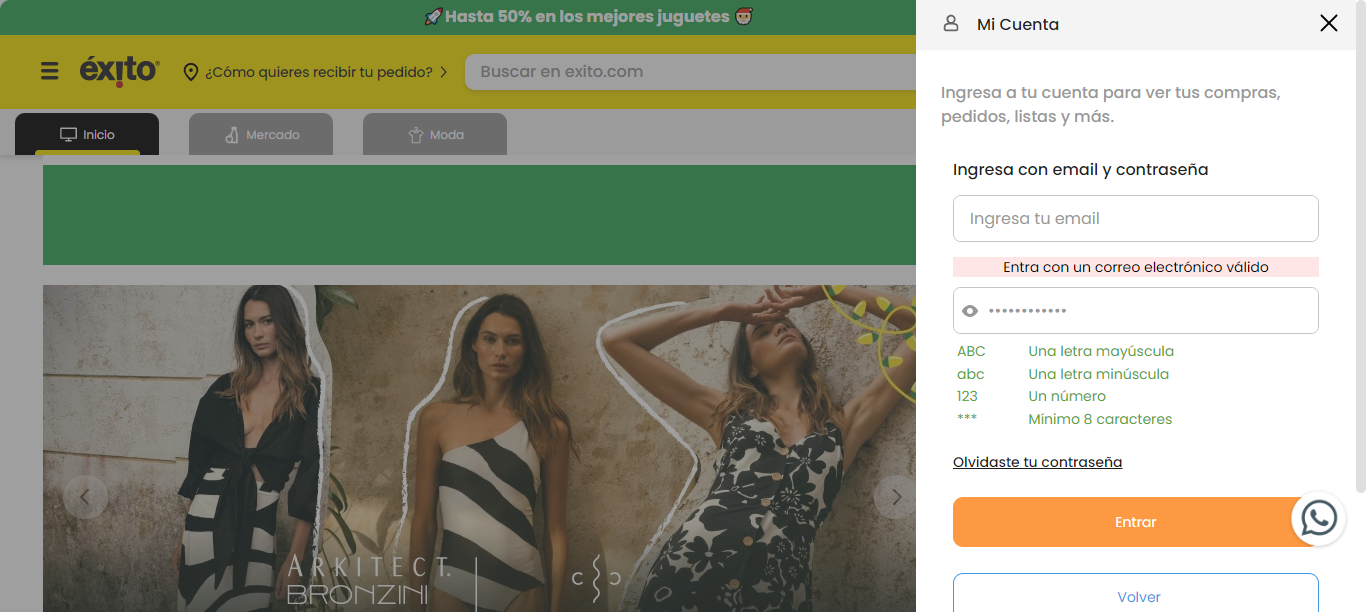 Hasta 50% en los mejores juguetes
éxito
¿Cómo quieres recibir tu pedido?
Buscar en exito.com
Inicio
Mercado
Moda
ARKITECT.
BRONZINI
Mi Cuenta
Ingresa a tu cuenta para ver tus compras,
pedidos, listas y más.
Ingresa con email y contraseña
Ingresa tu email
Entra con un correo electrónico válido
••••••••••••
ABC Una letra mayúscula
abc Una letra minúscula
123 Un número
*** Mínimo 8 caracteres
Olvidaste tu contraseña
Entrar
Volver